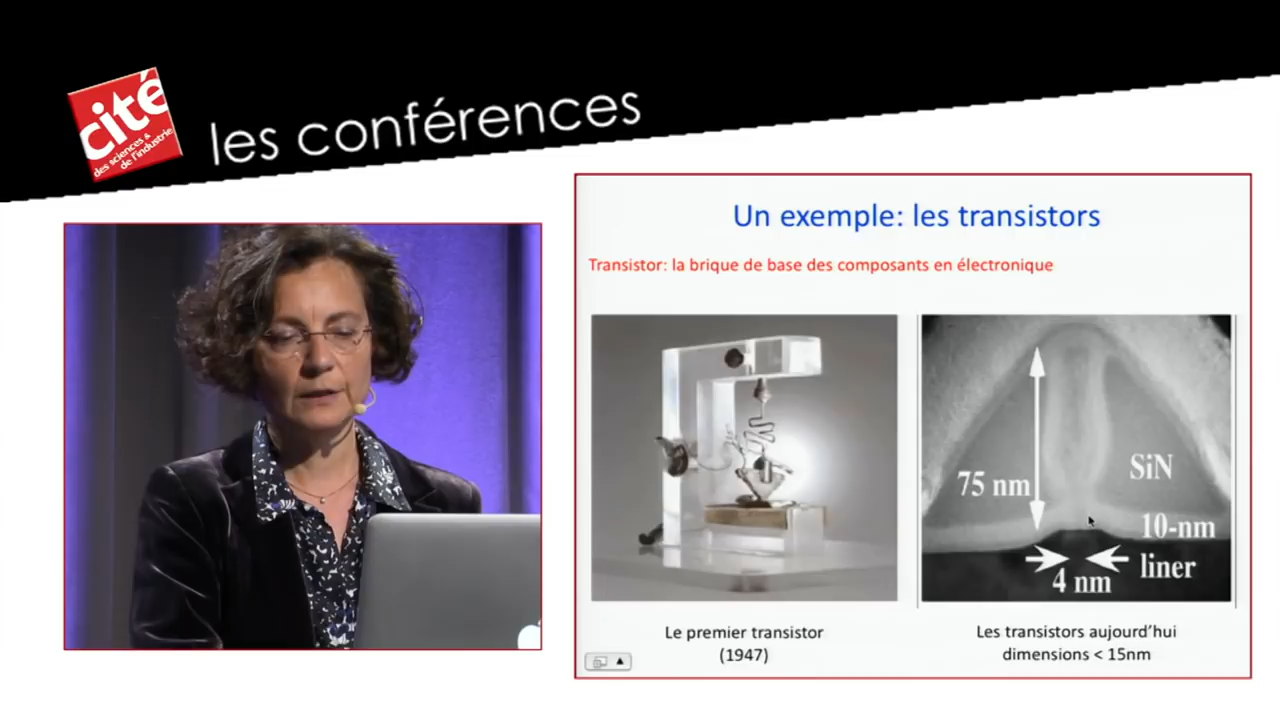 cité
des sciences &
de l'industrie
les conférences
Un exemple: les transistors
Transistor: la brique de base des composants en électronique
75 nm
SiN
10-nm
liner
4 nm
Le premier transistor
(1947)
Les transistors aujourd'hui
dimensions < 15nm